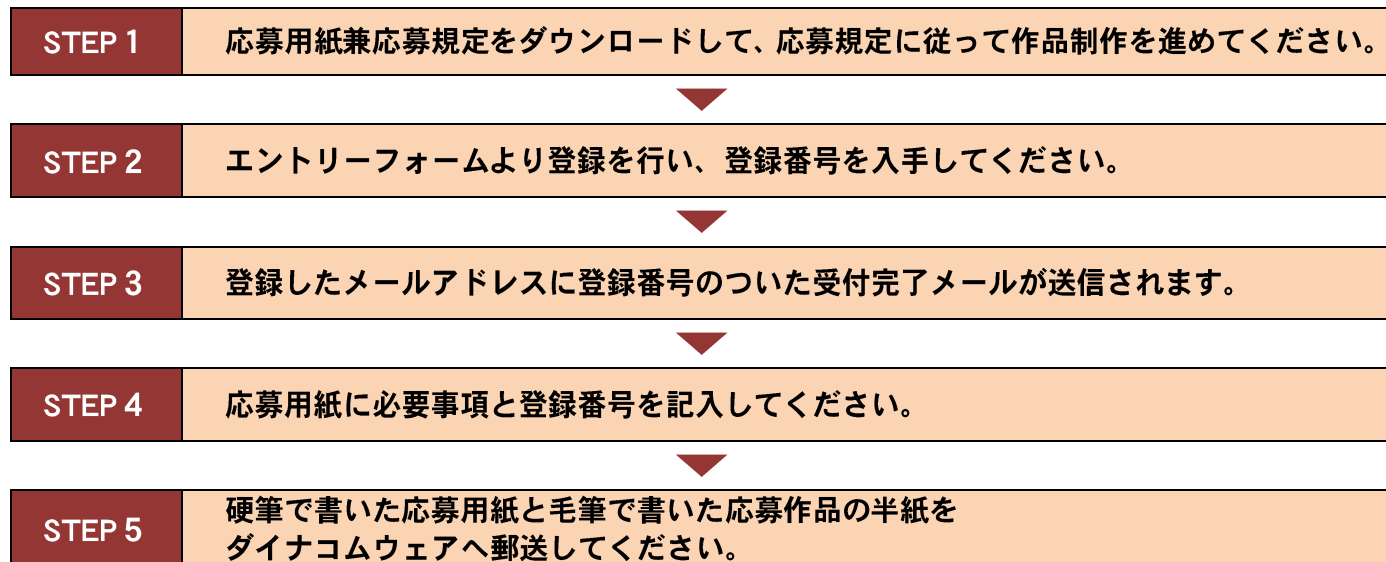 STEP 1
応募用紙兼応募規定をダウンロードして、応募規定に従って作品制作を進めてください。
STEP 2
エントリーフォームより登録を行い、登録番号を入手してください。
STEP 3
登録したメールアドレスに登録番号のついた受付完了メールが送信されます。
STEP 4
応募用紙に必要事項と登録番号を記入してください。
STEP 5
硬筆で書いた応募用紙と毛筆で書いた応募作品の半紙を
ダイナコムウェアへ郵送してください。